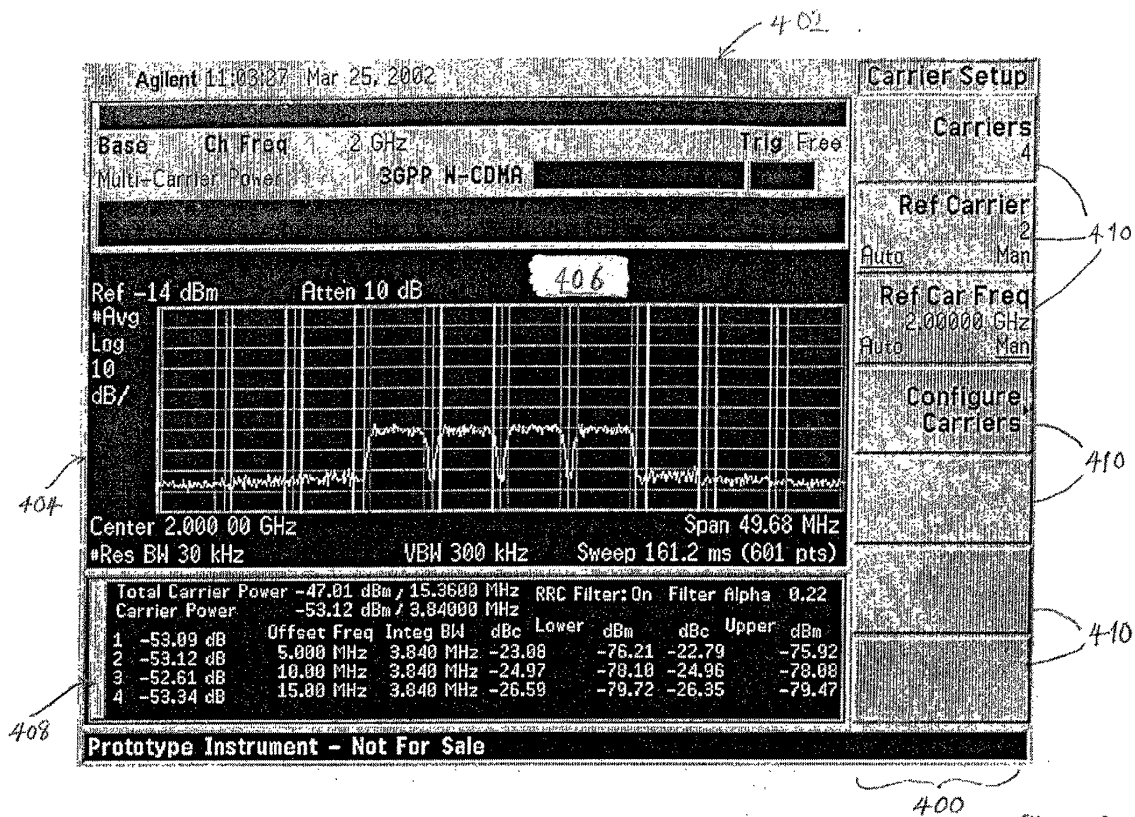 402
Agilent 11:03:37 Mar 25, 2002
Carrier Setup
Base Ch Freq 2 GHz Trig Free
Multi-Carrier Power 3GPP W-CDMA
Carriers
4
Ref Carrier
2
Auto Man
Ref Car Freq
2.00000 GHz
Auto Man
Configure
Carriers
410
410
410
406
Ref -14 dBm Atten 10 dB
#Avg
Log
10
dB/
404
Center 2.000 00 GHz Span 49.68 MHz
#Res BW 30 kHz VBW 300 kHz Sweep 161.2 ms (601 pts)
Total Carrier Power -47.01 dBm / 15.3600 MHz RRC Filter: On Filter Alpha 0.22
Carrier Power -53.12 dBm / 3.84000 MHz
Lower Upper
Offset Freq Integ BW dBc dBm dBc dBm
1 -53.09 dB 5.000 MHz 3.840 MHz -23.08 -76.21 -22.79 -75.92
2 -53.12 dB 10.00 MHz 3.840 MHz -24.97 -78.10 -24.96 -78.08
3 -52.61 dB 15.00 MHz 3.840 MHz -26.59 -79.72 -26.35 -79.47
4 -53.34 dB
408
Prototype Instrument - Not For Sale
400